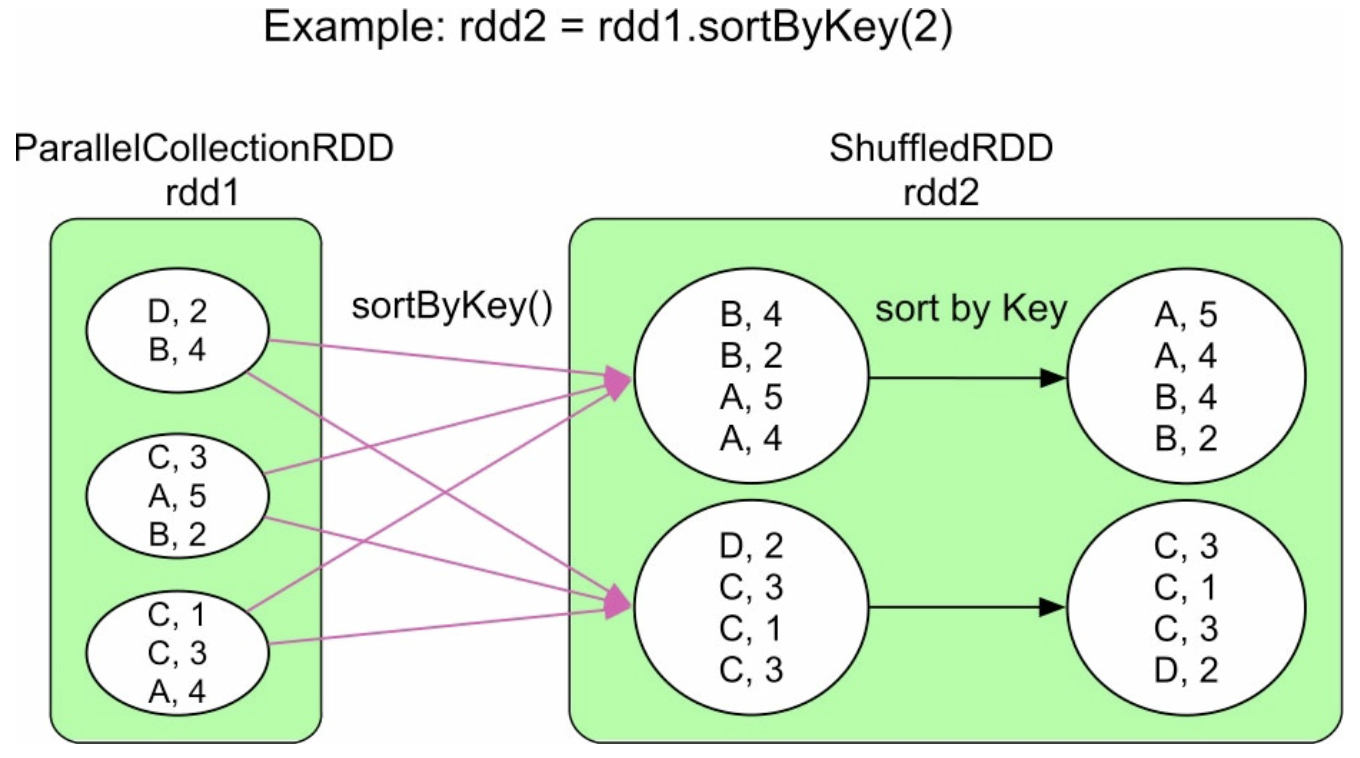 Example: rdd2 = rdd1.sortByKey(2)
ParallelCollectionRDD
rdd1
D, 2
B, 4
C, 3
A, 5
B, 2
C, 1
C, 3
A, 4
sortByKey()
ShuffledRDD
rdd2
B, 4
B, 2
A, 5
A, 4
sort by Key
A, 5
A, 4
B, 4
B, 2
D, 2
C, 3
C, 1
C, 3
C, 3
C, 1
C, 3
D, 2